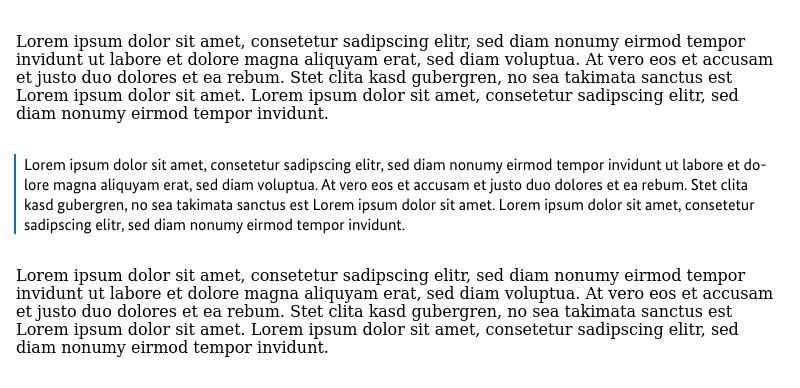 Lorem ipsum dolor sit amet, consetetur sadipscing elitr, sed diam nonumy eirmod tempor
invidunt ut labore et dolore magna aliquyam erat, sed diam voluptua. At vero eos et accusam
et justo duo dolores et ea rebum. Stet clita kasd gubergren, no sea takimata sanctus est
Lorem ipsum dolor sit amet. Lorem ipsum dolor sit amet, consetetur sadipscing elitr, sed
diam nonumy eirmod tempor invidunt.
Lorem ipsum dolor sit amet, consetetur sadipscing elitr, sed diam nonumy eirmod tempor invidunt ut labore et do-
lore magna aliquyam erat, sed diam voluptua. At vero eos et accusam et justo duo dolores et ea rebum. Stet clita
kasd gubergren, no sea takimata sanctus est Lorem ipsum dolor sit amet. Lorem ipsum dolor sit amet, consetetur
sadipscing elitr, sed diam nonumy eirmod tempor invidunt.
Lorem ipsum dolor sit amet, consetetur sadipscing elitr, sed diam nonumy eirmod tempor
invidunt ut labore et dolore magna aliquyam erat, sed diam voluptua. At vero eos et accusam
et justo duo dolores et ea rebum. Stet clita kasd gubergren, no sea takimata sanctus est
Lorem ipsum dolor sit amet. Lorem ipsum dolor sit amet, consetetur sadipscing elitr, sed
diam nonumy eirmod tempor invidunt.